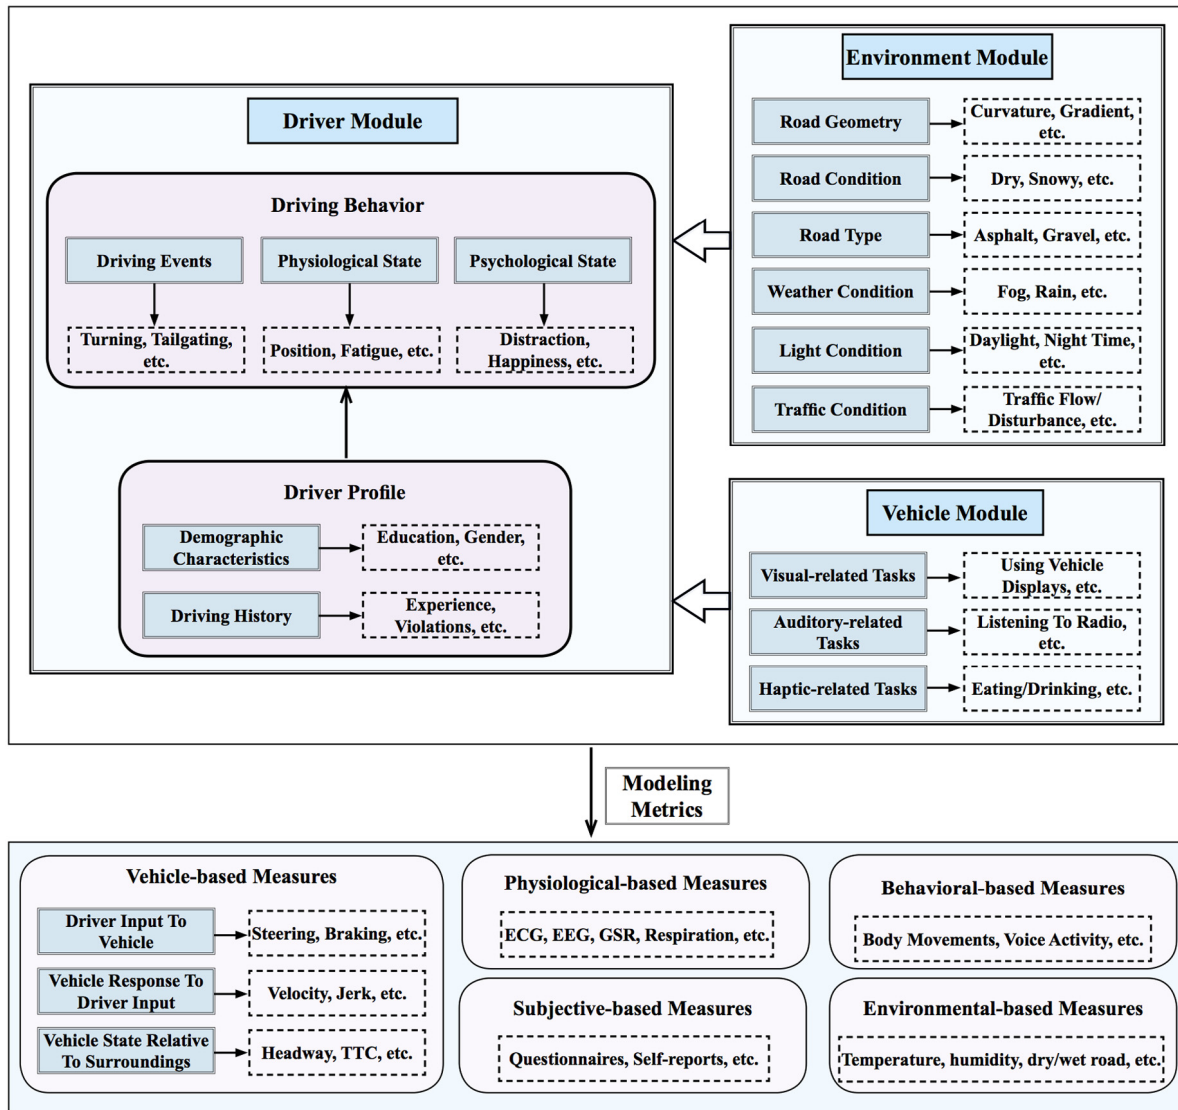 Driver Module
Driving Behavior
Driving Events
Physiological State
Psychological State
Turning, Tailgating,
etc.
Position, Fatigue, etc.
Distraction,
Happiness, etc.
Driver Profile
Demographic
Characteristics
Education, Gender,
etc.
Driving History
Experience,
Violations, etc.
Environment Module
Road Geometry
Curvature, Gradient,
etc.
Road Condition
Dry, Snowy, etc.
Road Type
Asphalt, Gravel, etc.
Weather Condition
Fog, Rain, etc.
Light Condition
Daylight, Night Time,
etc.
Traffic Condition
Traffic Flow/
Disturbance, etc.
Vehicle Module
Visual-related Tasks
Using Vehicle
Displays, etc.
Auditory-related
Tasks
Listening To Radio,
etc.
Haptic-related Tasks
Eating/Drinking, etc.
Modeling
Metrics
Vehicle-based Measures
Driver Input To
Vehicle
Steering, Braking, etc.
Vehicle Response To
Driver Input
Velocity, Jerk, etc.
Vehicle State Relative
To Surroundings
Headway, TTC, etc.
Physiological-based Measures
ECG, EEG, GSR, Respiration, etc.
Behavioral-based Measures
Body Movements, Voice Activity, etc.
Subjective-based Measures
Questionnaires, Self-reports, etc.
Environmental-based Measures
Temperature, humidity, dry/wet road, etc.